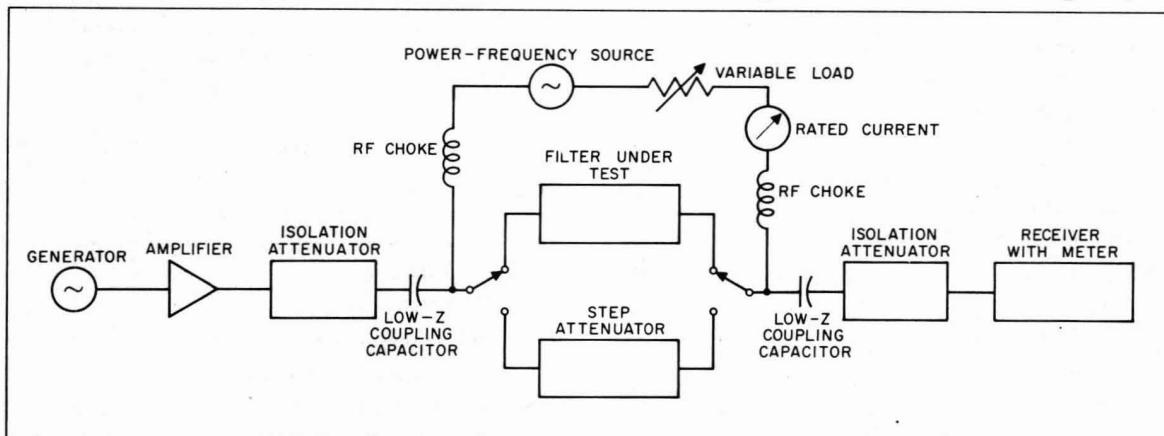 POWER-FREQUENCY SOURCE
VARIABLE LOAD
RATED CURRENT
RF CHOKE
FILTER UNDER
TEST
RF CHOKE
GENERATOR
AMPLIFIER
ISOLATION
ATTENUATOR
LOW-Z
COUPLING
CAPACITOR
STEP
ATTENUATOR
LOW-Z
COUPLING
CAPACITOR
ISOLATION
ATTENUATOR
RECEIVER
WITH METER